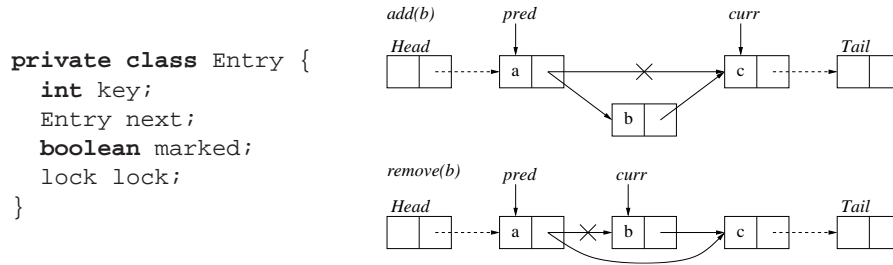 private class Entry {
int key;
Entry next;
boolean marked;
lock lock;
}
add(b)
pred
curr
Head
Tail
a
c
b
remove(b)
pred
curr
Head
Tail
a
b
c